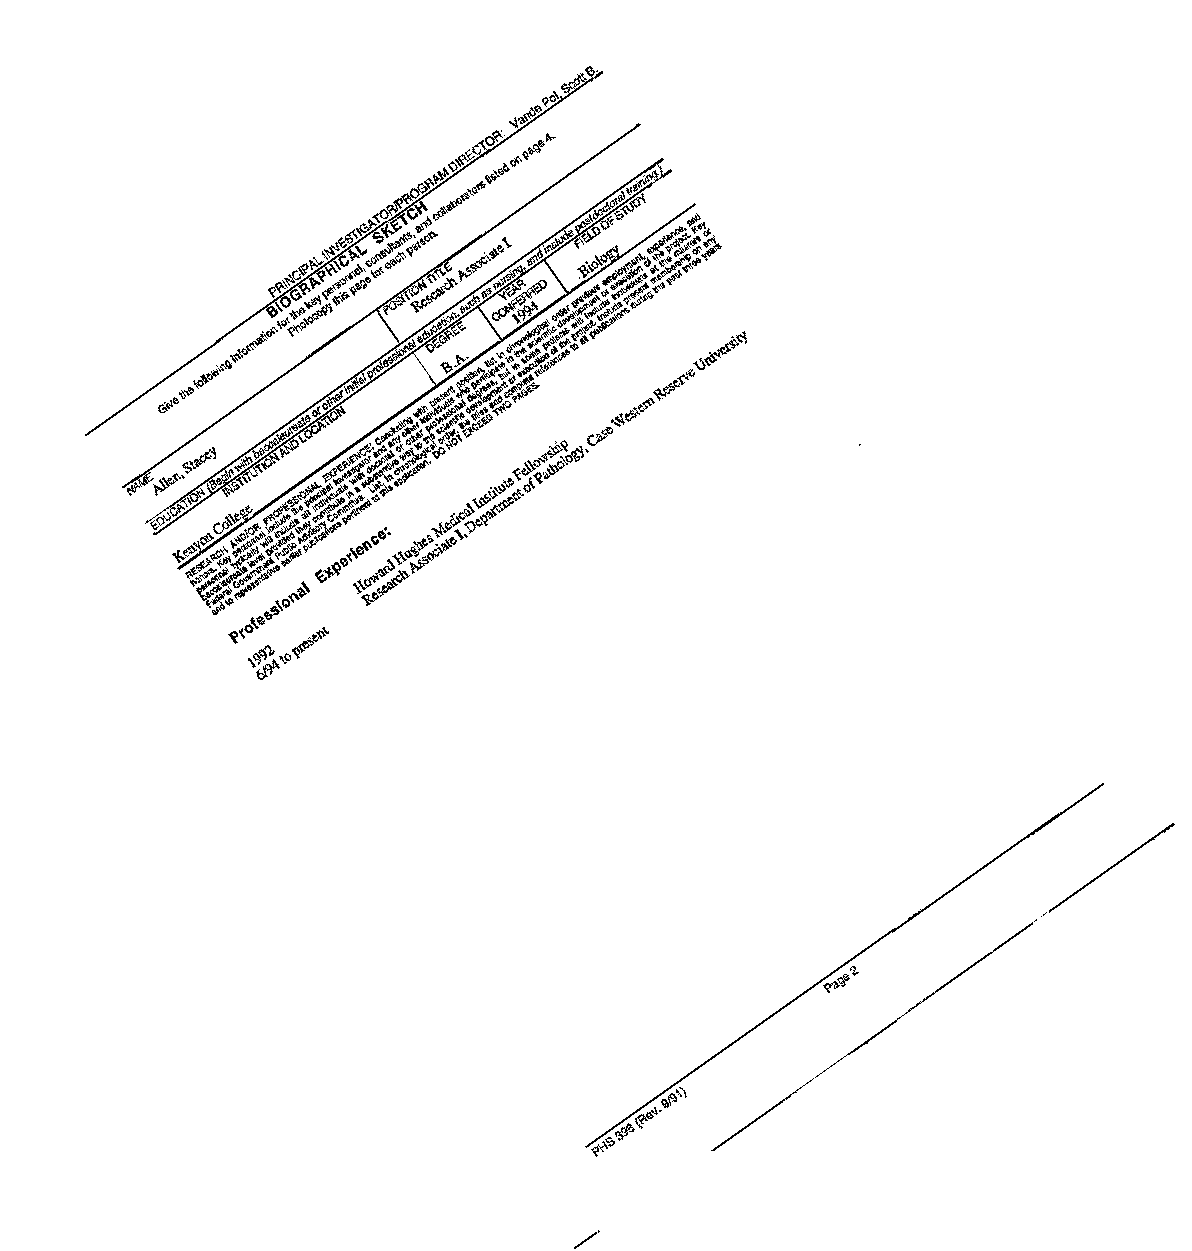 PRINCIPAL INVESTIGATOR/PROGRAM DIRECTOR: Vande Pol, Scott B.
BIOGRAPHICAL SKETCH
Give the following information for the key personnel, consultants, and collaborators listed on page 4.
Photocopy this page for each person.
NAME POSITION TITLE
Allen, Stacey Research Associate I
EDUCATION (Begin with baccalaureate or other initial professional education, such as nursing, and include postdoctoral training.)
INSTITUTION AND LOCATION DEGREE YEAR CONFERRED FIELD OF STUDY
Kenyon College B.A. 1994 Biology
RESEARCH AND/OR PROFESSIONAL EXPERIENCE: Concluding with present position, list, in chronological order, previous employment, experience, and
honors. Key personnel include the principal investigator and any other individuals who participate in the scientific development or execution of the project. Key
personnel typically will include all individuals with doctoral or other professional degrees, but in some projects will include individuals at the masters or
baccalaureate level provided they contribute in a substantive way to the scientific development or execution of the project. Include present membership on any
Federal Government Public Advisory Committee. List, in chronological order, the titles and complete references to all publications during the past three years
and to representative earlier publications pertinent to this application. DO NOT EXCEED TWO PAGES.
Professional Experience:
1992 Howard Hughes Medical Institute Fellowship
6/94 to present Research Associate I, Department of Pathology, Case Western Reserve University
PHS 398 (Rev. 9/91) Page 2